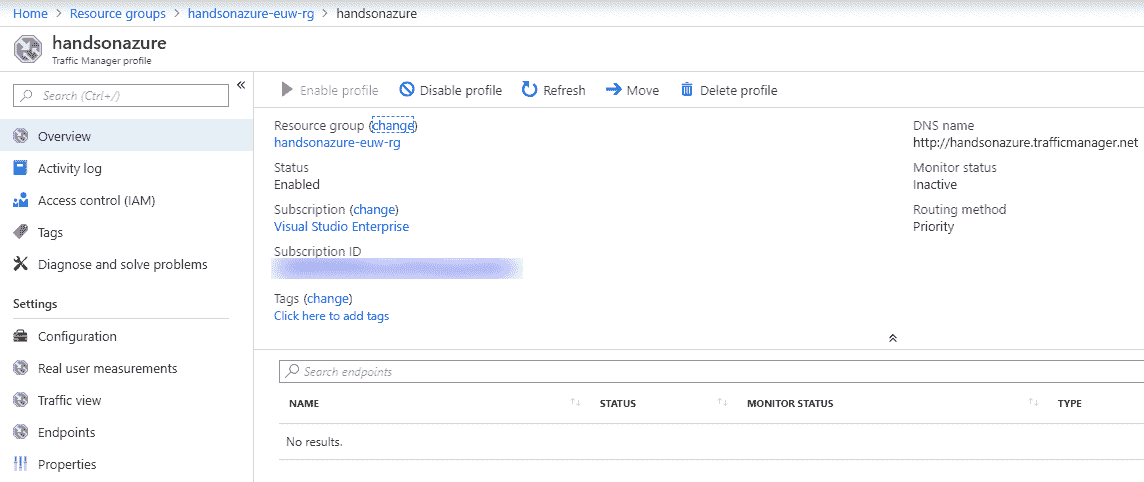 Home > Resource groups > handsonazure-euw-rg > handsonazure
handsonazure
Traffic Manager profile
Search (Ctrl+/)
«
Overview
Activity log
Access control (IAM)
Tags
Diagnose and solve problems
Settings
Configuration
Real user measurements
Traffic view
Endpoints
Properties
Enable profile Disable profile Refresh Move Delete profile
Resource group (change)
handsonazure-euw-rg
Status
Enabled
Subscription (change)
Visual Studio Enterprise
Subscription ID
Tags (change)
Click here to add tags
DNS name
http://handsonazure.trafficmanager.net
Monitor status
Inactive
Routing method
Priority
Search endpoints
NAME STATUS MONITOR STATUS TYPE
No results.